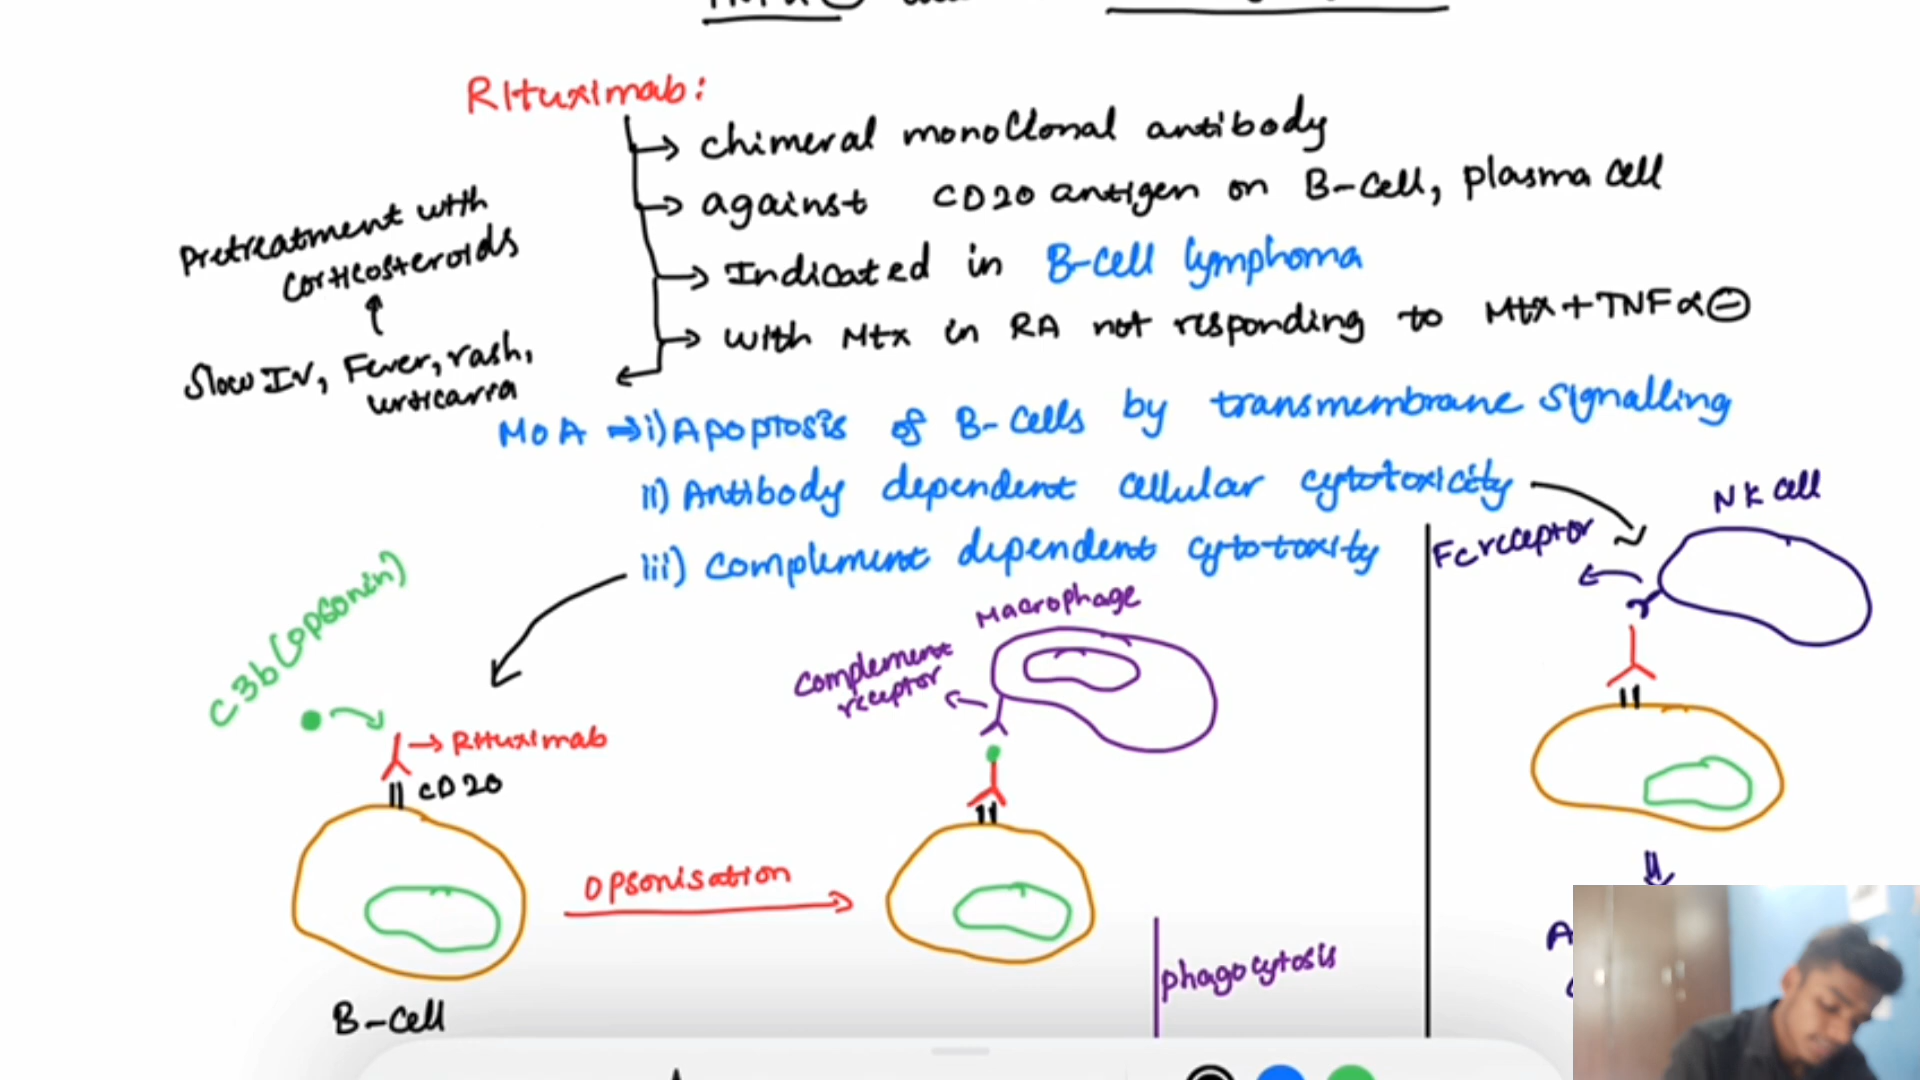 Rituximab:
chimeral monoclonal antibody
against CD20 antigen on B-cell, plasma cell
Indicated in B-cell lymphoma
with Mtx in RA not responding to Mtx + TNF α ⊖
Pretreatment with
corticosteroids
Slow IV, Fever, rash,
urticarria
MoA ⇒ i) Apoptosis of B-cells by transmembrane signalling
ii) Antibody dependent cellular cytotoxicity
iii) complement dependent cytotoxity
NK cell
Fc receptor
C3b (opsonin)
Macrophage
Complement
receptor
Rituximab
CD20
opsonisation
phagocytosis
A
B-cell